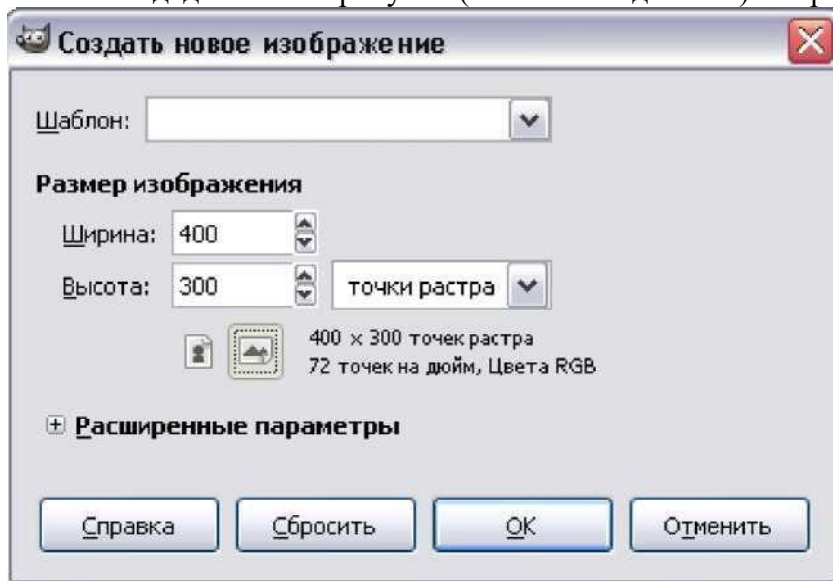 Создать новое изображение
Шаблон:
Размер изображения
Ширина: 400
Высота: 300 точки растра
400 × 300 точек растра
72 точек на дюйм, Цвета RGB
Расширенные параметры
Справка Сбросить OK Отменить